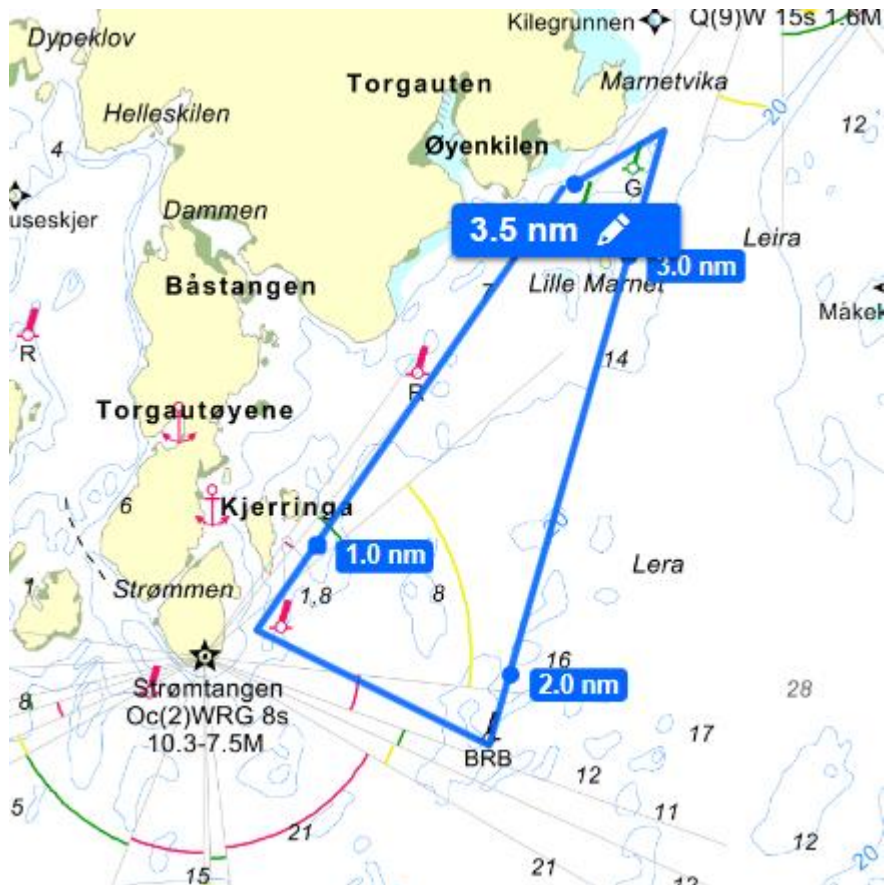 Kilegrunnen
Q(9)W 15s 1.6M
Dypeklov
Torgauten
Marnetvika
Helleskilen
20
12
4
Øyenkilen
G
useskjer
Dammen
3.5 nm
Leira
3.0 nm
Båstangen
7
Lille Marnet
Måkek
R
14
R
Torgautøyene
6
Kjerringa
20
1.0 nm
Lera
1
Strømmen
1,8
8
16
2.0 nm
Strømtangen
28
8
Oc(2)WRG 8s
10.3-7.5M
17
BRB
12
5
11
21
12
15
21
20